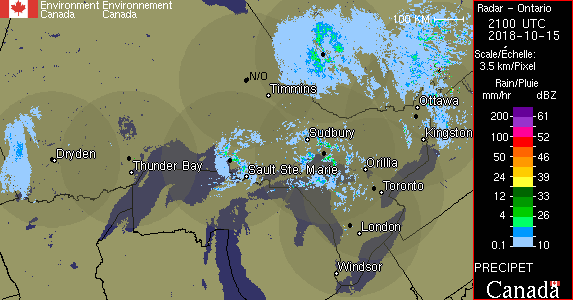 Environment Environnement
Canada Canada
100 KM
N/O
Timmins
Ottawa
Sudbury
Kingston
Dryden
Thunder Bay
Sault Ste. Marie
Orillia
Toronto
London
Windsor
Radar - Ontario
2100 UTC
2018-10-15
Scale/Échelle:
3.5 km/Pixel
Rain/Pluie
mm/hr dBZ
200 61
100 52
50 46
24 39
12 33
4 26
2 20
0.1 10
PRECIPET
Canada